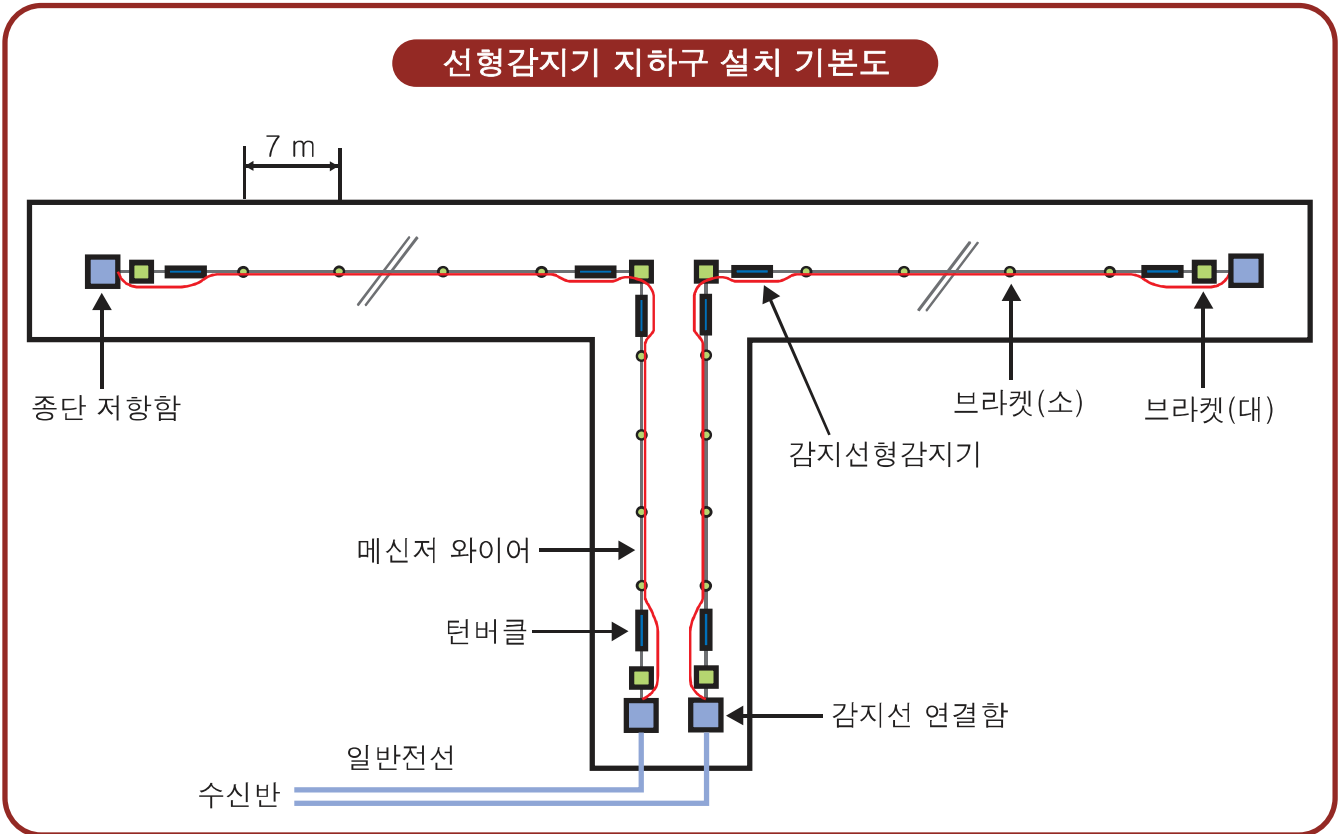 선형감지기 지하구 설치 기본도
7 m
종단 저항함
브라켓(소)
브라켓(대)
감지선형감지기
메신저 와이어
턴버클
감지선 연결함
일반전선
수신반